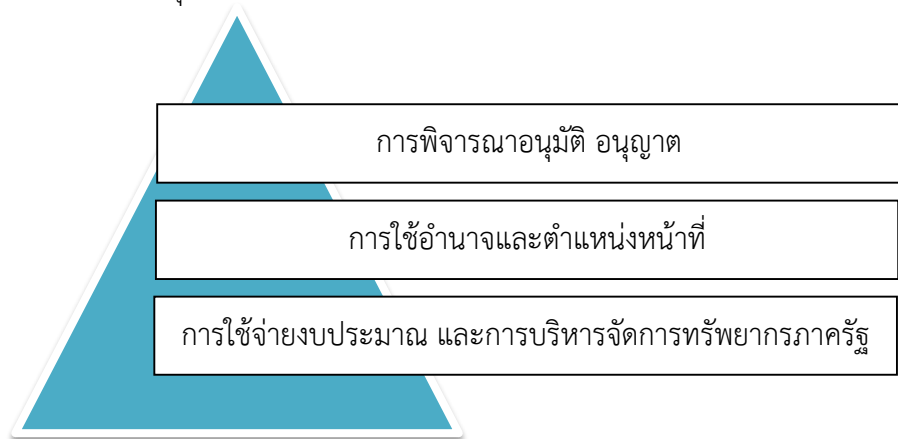 การพิจารณาอนุมัติ อนุญาต
การใช้อำนาจและตำแหน่งหน้าที่
การใช้จ่ายงบประมาณ และการบริหารจัดการทรัพยากรภาครัฐ